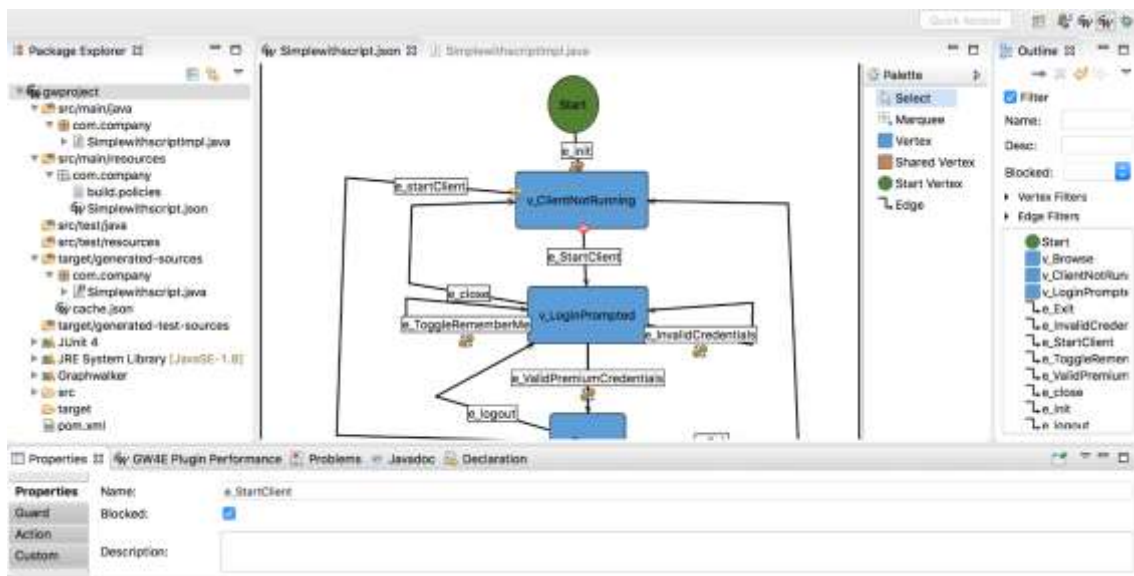 Quick Access
Package Explorer
Simplewithscript.json
SimplewithscriptImpl.java
Outline
gwproject
src/main/java
com.company
SimplewithscriptImpl.java
src/main/resources
com.company
build.policies
Simplewithscript.json
src/test/java
src/test/resources
target/generated-sources
com.company
Simplewithscript.java
cache.json
target/generated-test-sources
JUnit 4
JRE System Library [JavaSE-1.8]
Graphwalker
src
target
pom.xml
Start
e_init
e_startClient
v_ClientNotRunning
e_StartClient
e_close
v_LoginPrompted
e_ToggleRememberMe
e_InvalidCredentials
e_ValidPremiumCredentials
e_logout
Palette
Select
Marquee
Vertex
Shared Vertex
Start Vertex
Edge
Filter
Name:
Desc:
Blocked:
Vertex Filters
Edge Filters
Start
v_Browse
v_ClientNotRun
v_LoginPrompte
e_Exit
e_InvalidCreder
e_StartClient
e_ToggleRemem
e_ValidPremium
e_close
e_init
e_logout
Properties
GW4E Plugin Performance
Problems
Javadoc
Declaration
Properties
Name:
e_StartClient
Guard
Blocked:
Action
Custom
Description: